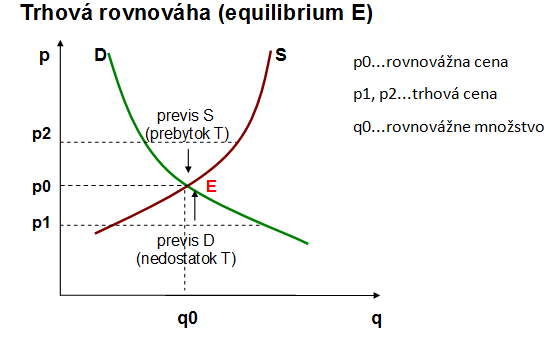 Trhová rovnováha (equilibrium E)
p
D
S
p0...rovnovážna cena
p1, p2...trhová cena
q0...rovnovážne množstvo
previs S
(prebytok T)
p2
p0
E
p1
previs D
(nedostatok T)
q0
q